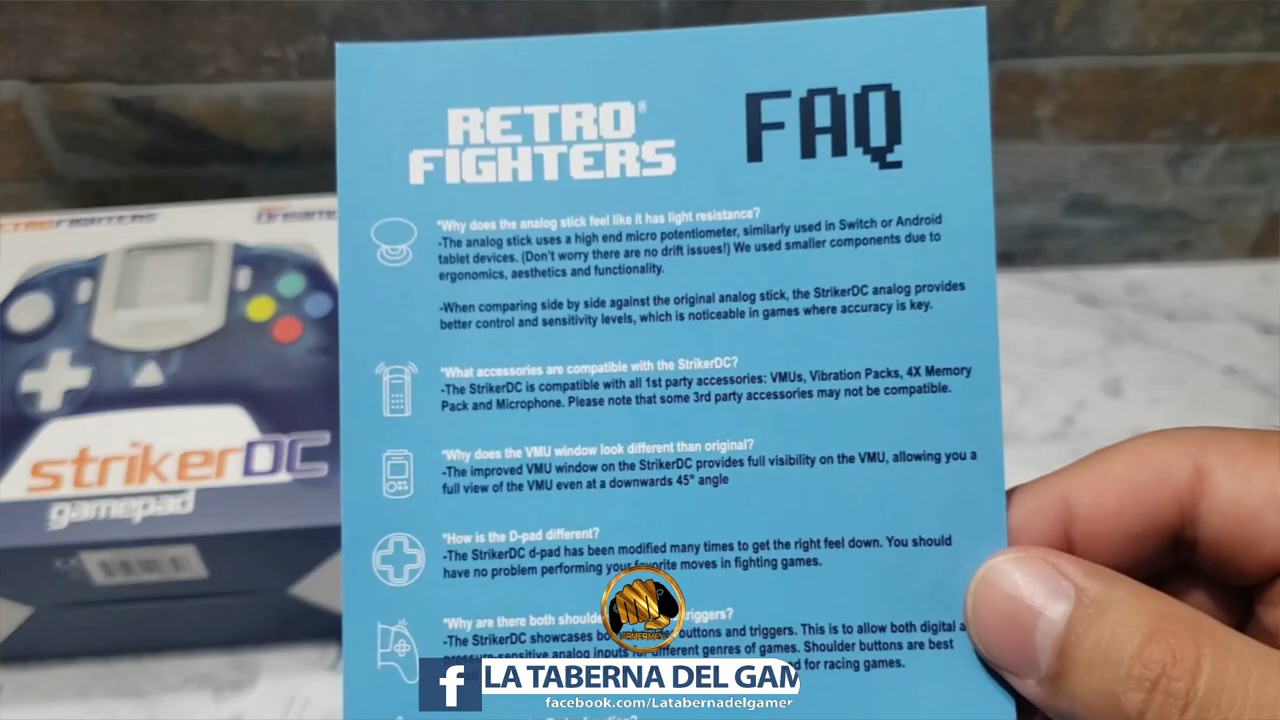 RETRO
FIGHTERS
FAQ
*Why does the analog stick feel like it has light resistance?
-The analog stick uses a high end micro potentiometer, similarly used in Switch or Android
tablet devices. (Don't worry there are no drift issues!) We used smaller components due to
ergonomics, aesthetics and functionality.
-When comparing side by side against the original analog stick, the StrikerDC analog provides
better control and sensitivity levels, which is noticeable in games where accuracy is key.
*What accessories are compatible with the StrikerDC?
-The StrikerDC is compatible with all 1st party accessories: VMUs, Vibration Packs, 4X Memory
Pack and Microphone. Please note that some 3rd party accessories may not be compatible.
*Why does the VMU window look different than original?
-The improved VMU window on the StrikerDC provides full visibility on the VMU, allowing you a
full view of the VMU even at a downwards 45° angle
*How is the D-pad different?
-The StrikerDC d-pad has been modified many times to get the right feel down. You should
have no problem performing your favorite moves in fighting games.
*Why are there both triggers?
-The StrikerDC showcases buttons and triggers. This is to allow both digital
pressure-sensitive analog inputs different genres of games. Shoulder buttons are best
for racing games.
RETROFIGHTERS
strikerDC
gamepad
GAMERMEN
LA TABERNA DEL GAM
facebook.com/Latabernadelgamer